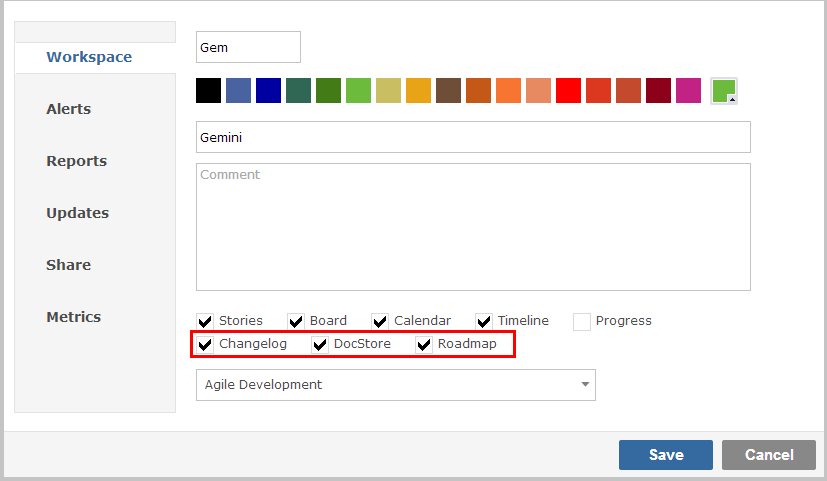 Workspace
Alerts
Reports
Updates
Share
Metrics
Gem
Gemini
Comment
Stories Board Calendar Timeline Progress
Changelog DocStore Roadmap
Agile Development
Save Cancel